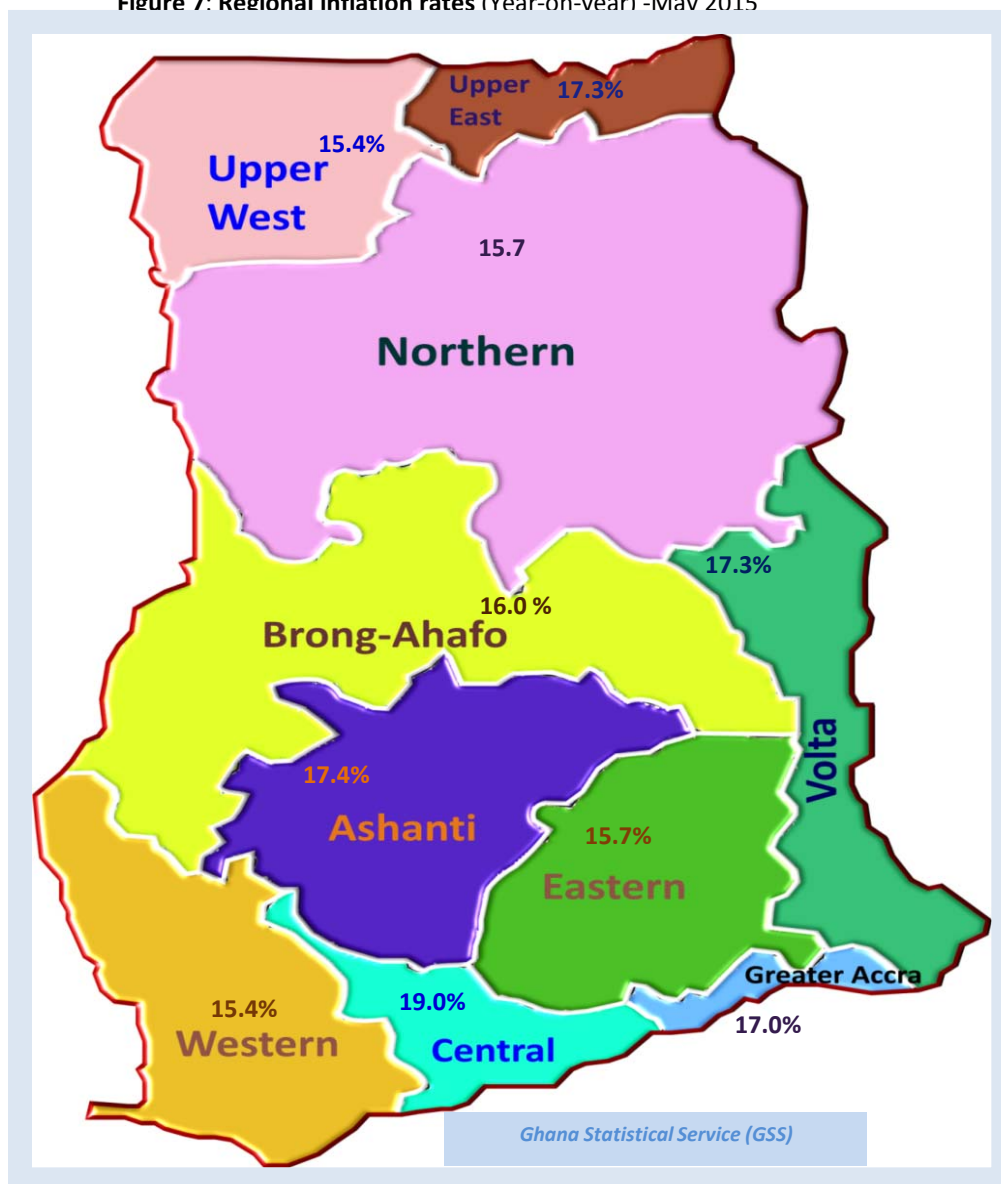 Figure 7: Regional inflation rates (Year-on-year) -May 2015
Upper
East
17.3%
15.4%
Upper
West
15.7
Northern
17.3%
16.0 %
Brong-Ahafo
Volta
17.4%
Ashanti
15.7%
Eastern
Greater Accra
19.0%
15.4%
17.0%
Western
Central
Ghana Statistical Service (GSS)